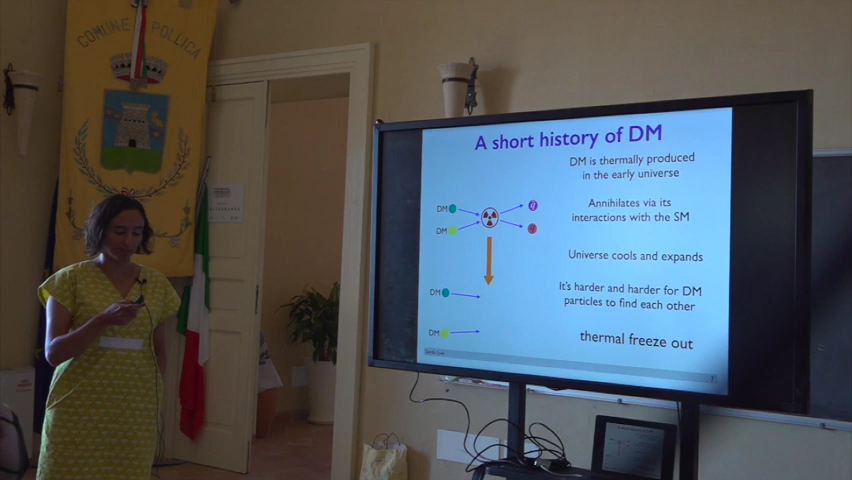 COMUNE POLLICA
A short history of DM
DM is thermally produced
in the early universe
Annihilates via its
interactions with the SM
Universe cools and expands
It's harder and harder for DM
particles to find each other
thermal freeze out
DM
DM
DM
DM